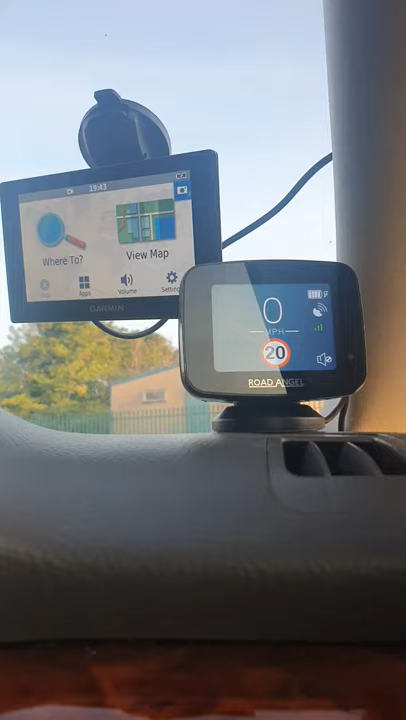 19:43
Where To?
View Map
Apps
Volume
Settings
GARMIN
0
MPH
20
ROAD ANGEL